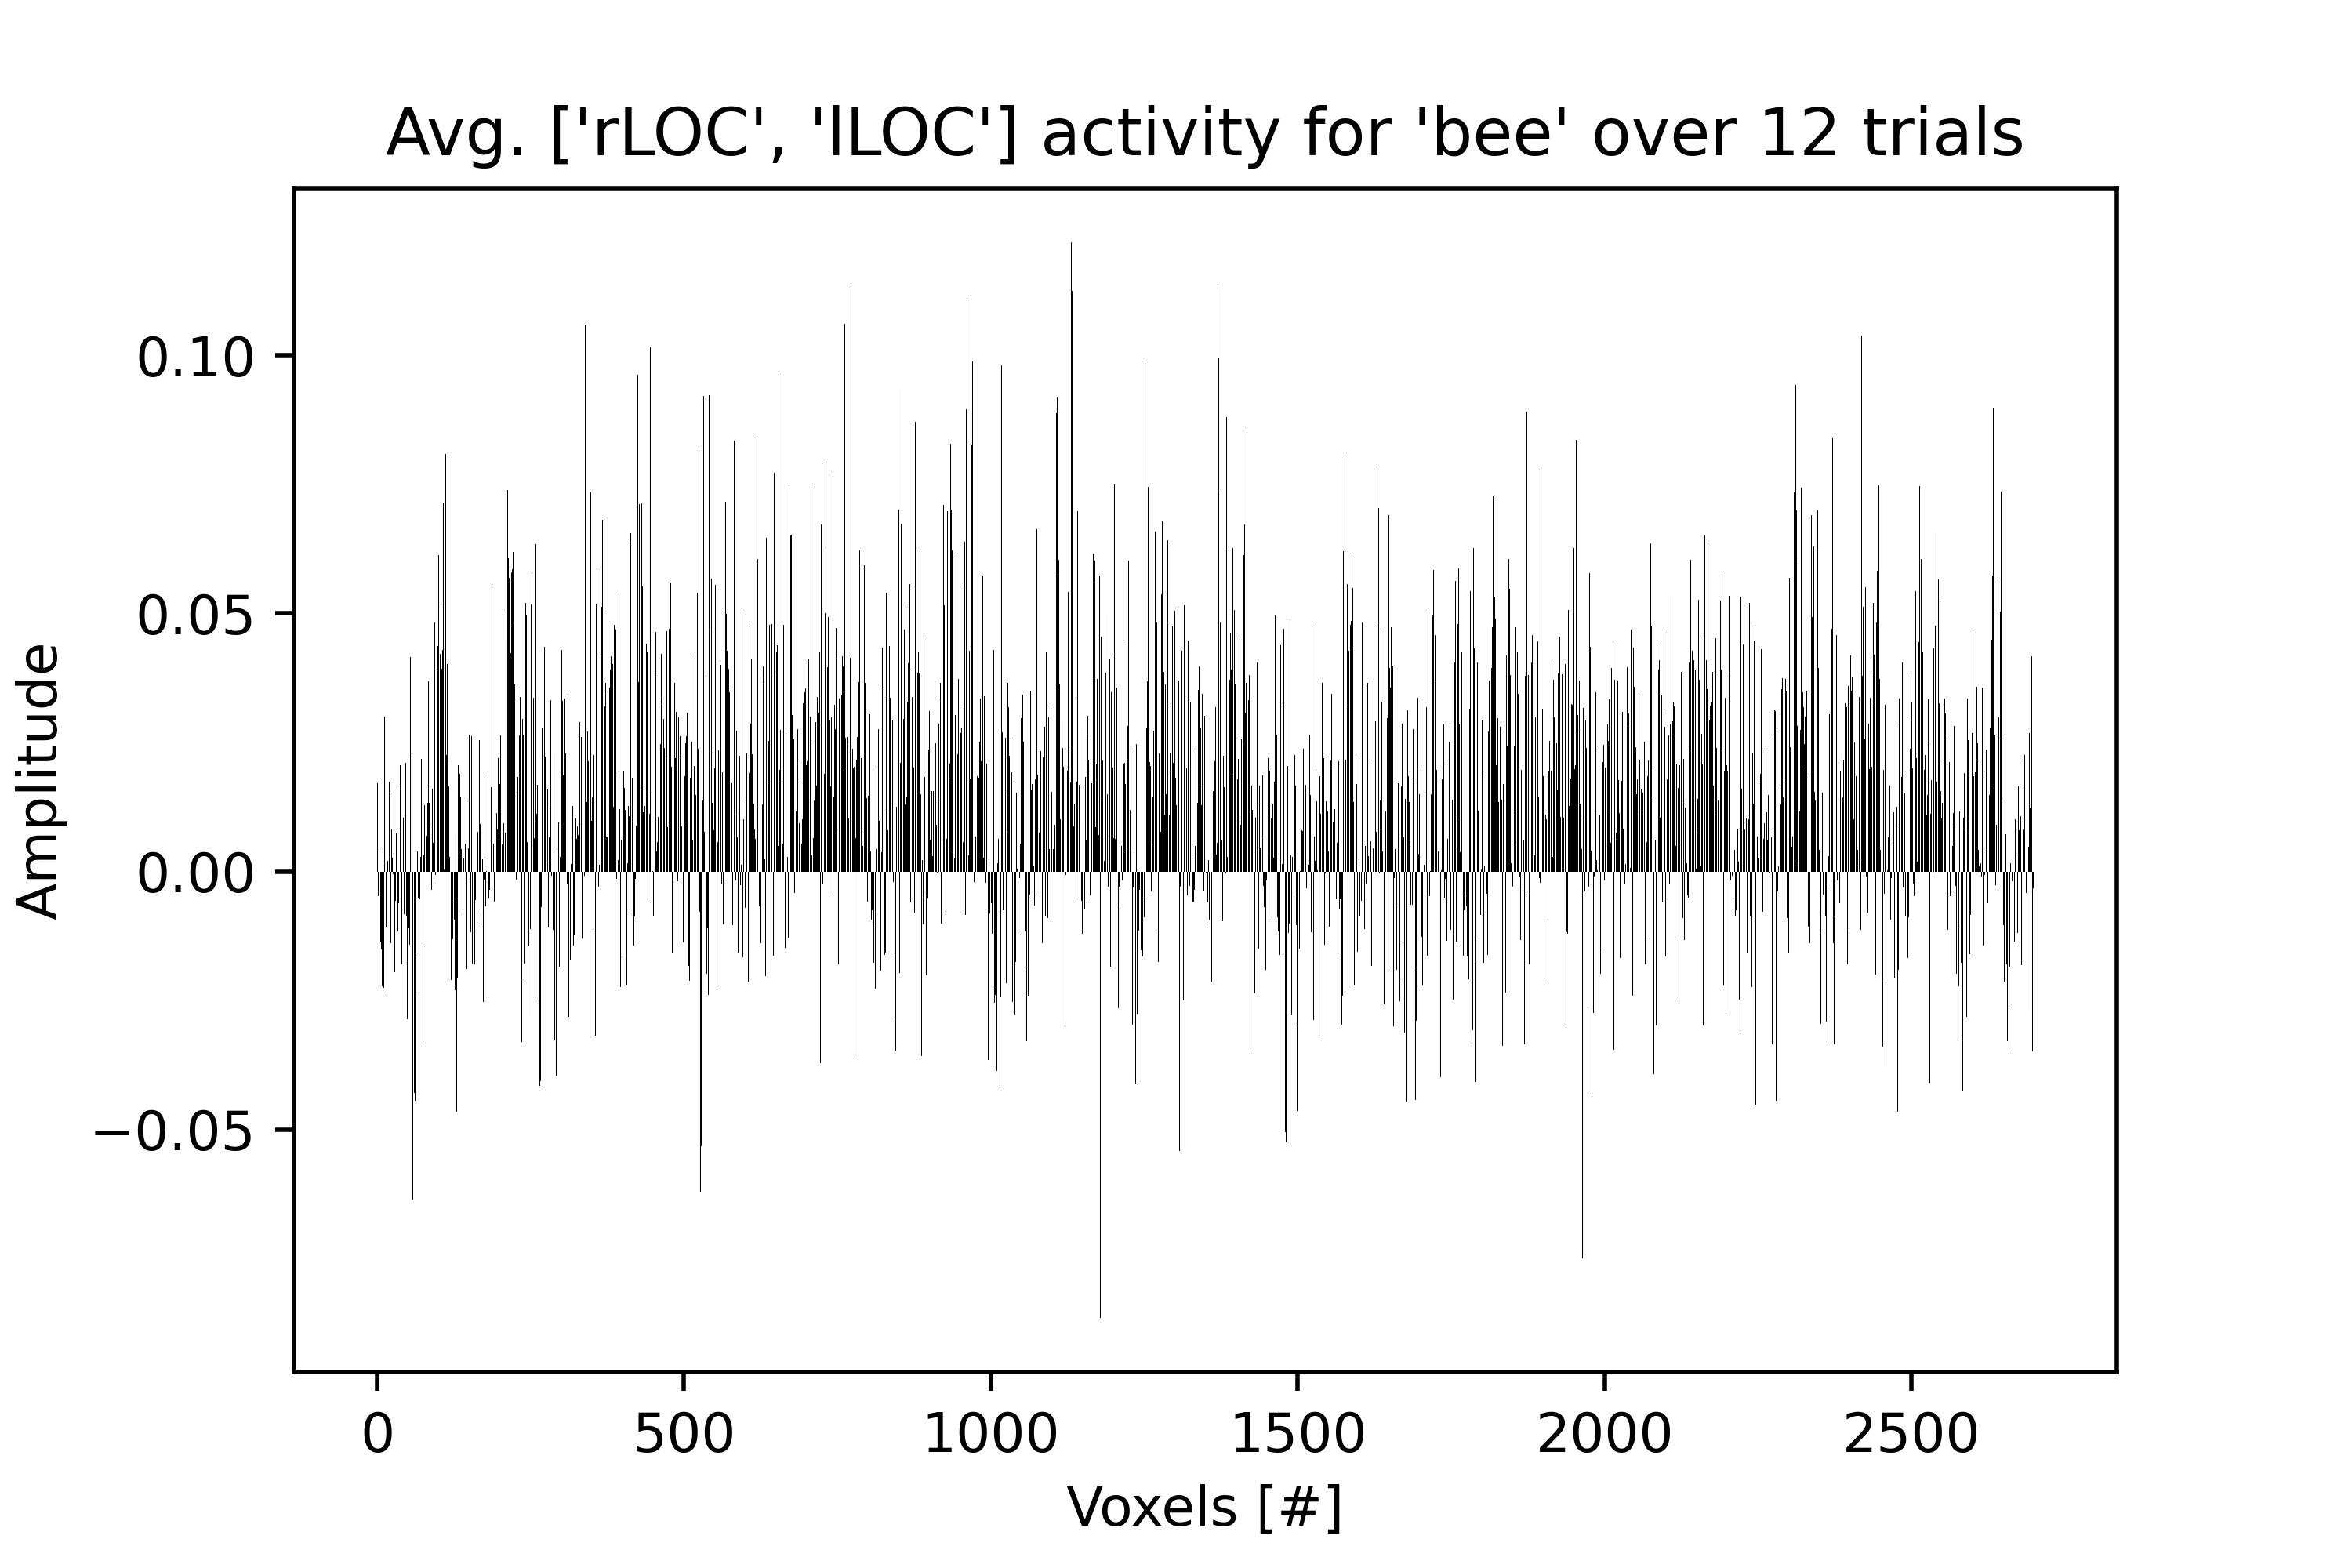 Avg. ['rLOC', 'lLOC'] activity for 'bee' over 12 trials
0.10
0.05
0.00
−0.05
Amplitude
0 500 1000 1500 2000 2500
Voxels [#]